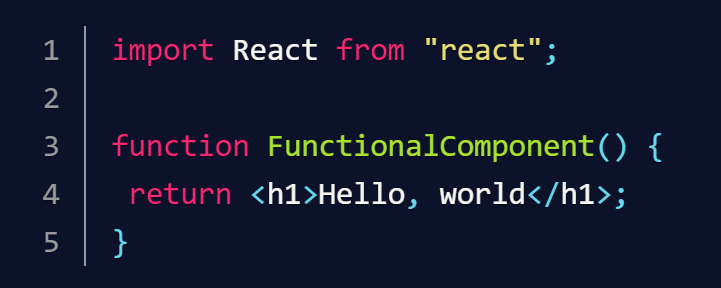 1 import React from "react";
2
3 function FunctionalComponent() {
4  return <h1>Hello, world</h1>;
5 }